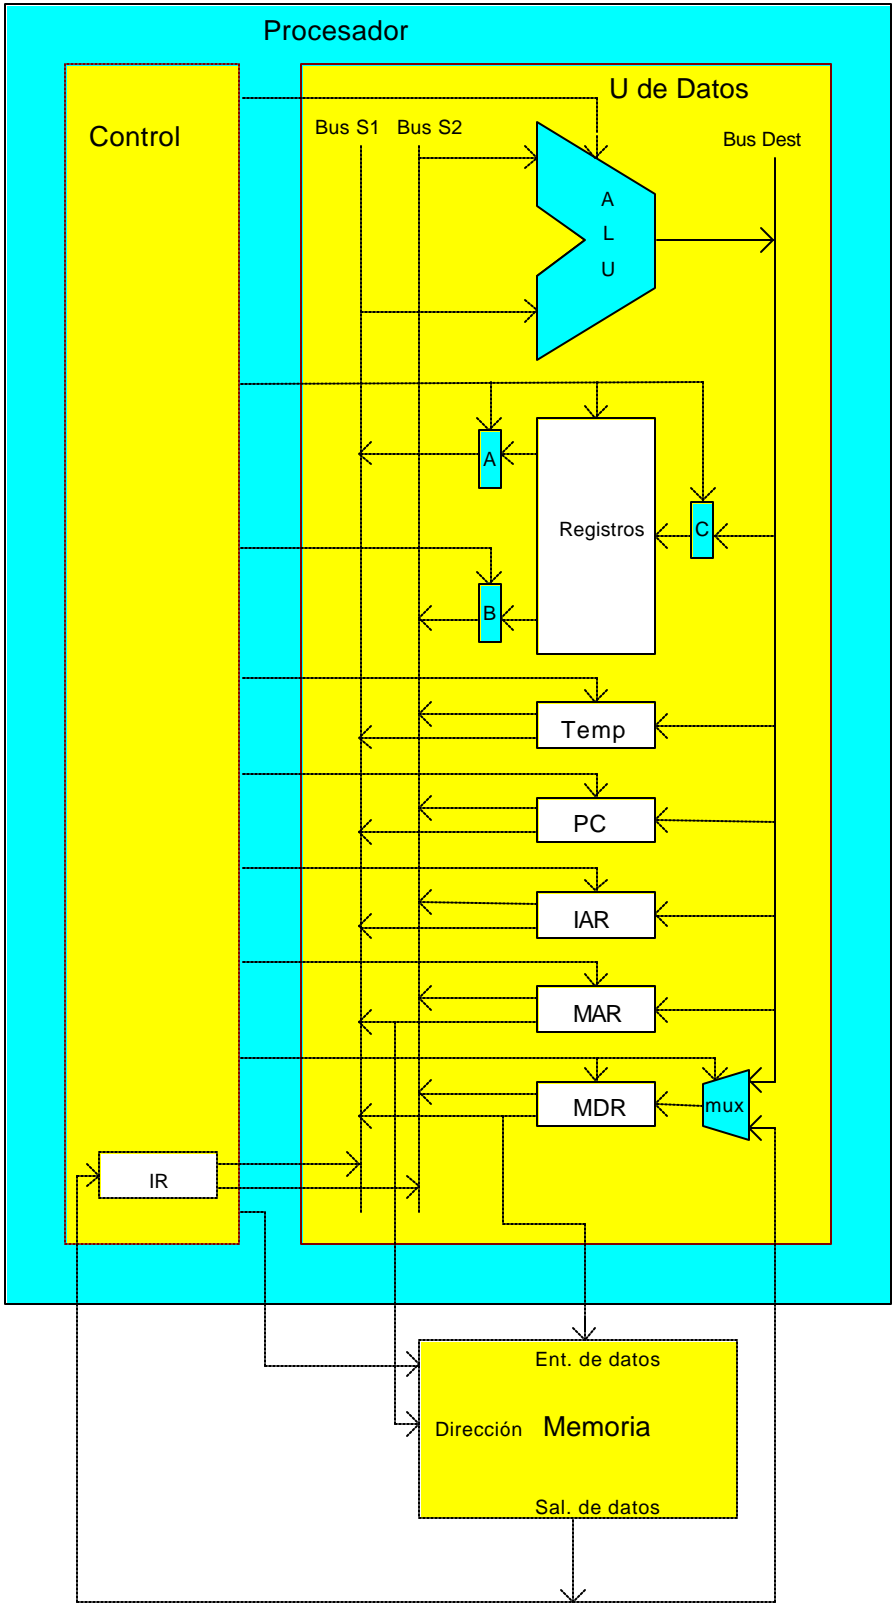 Procesador
U de Datos
Control
Bus S1
Bus S2
Bus Dest
A
L
U
A
Registros
C
B
Temp
PC
IAR
MAR
MDR
mux
IR
Ent. de datos
Dirección
Memoria
Sal. de datos